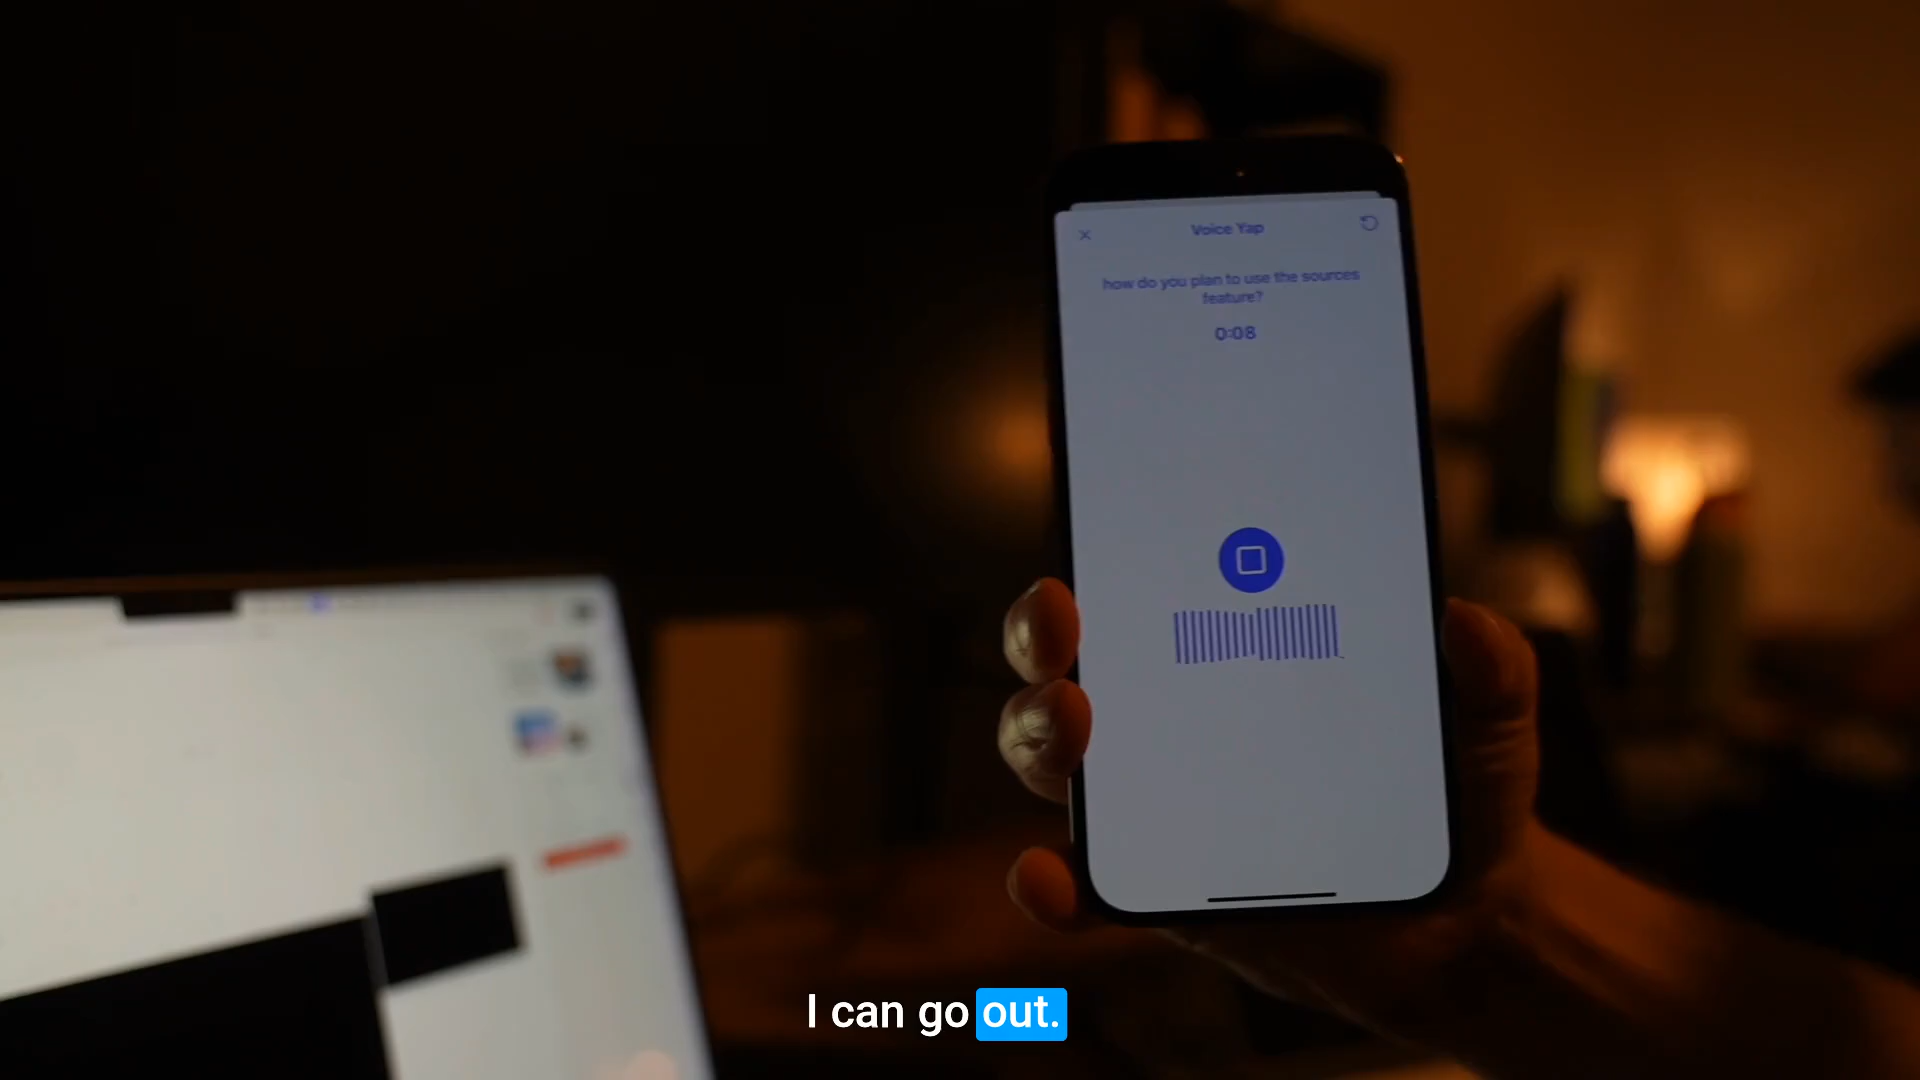 Voice Yap
how do you plan to use the sources
feature?
0:08
I can go out.